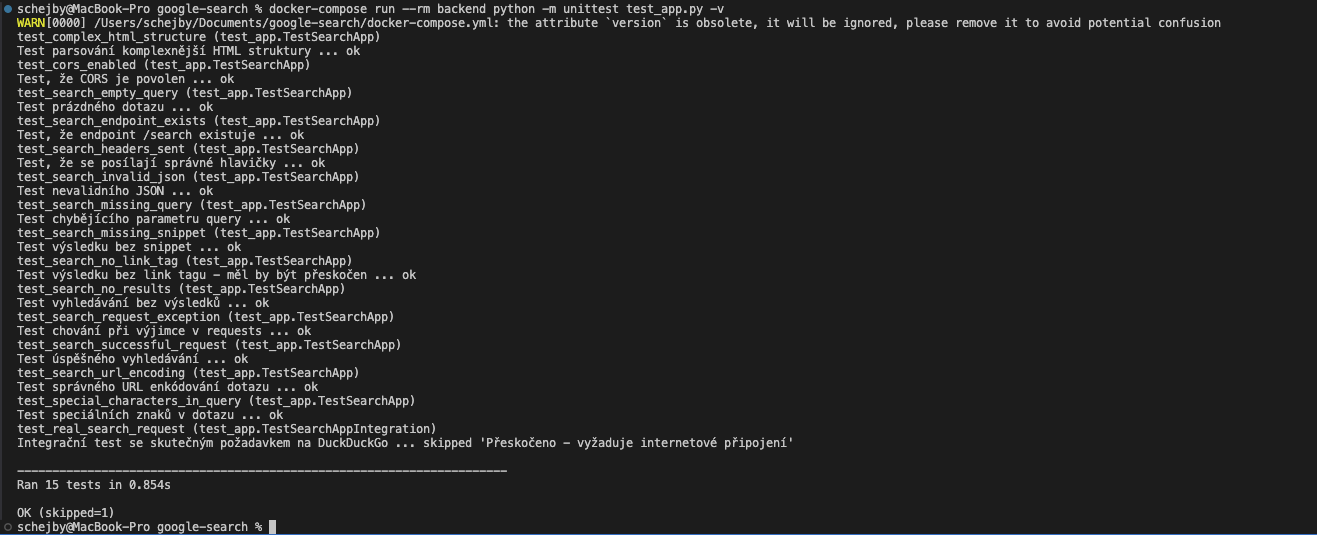 schejby@MacBook-Pro google-search % docker-compose run --rm backend python -m unittest test_app.py -v
WARN[0000] /Users/schejby/Documents/google-search/docker-compose.yml: the attribute `version` is obsolete, it will be ignored, please remove it to avoid potential confusion
test_complex_html_structure (test_app.TestSearchApp)
Test parsování komplexnější HTML struktury ... ok
test_cors_enabled (test_app.TestSearchApp)
Test, že CORS je povolen ... ok
test_search_empty_query (test_app.TestSearchApp)
Test prázdného dotazu ... ok
test_search_endpoint_exists (test_app.TestSearchApp)
Test, že endpoint /search existuje ... ok
test_search_headers_sent (test_app.TestSearchApp)
Test, že se posílají správné hlavičky ... ok
test_search_invalid_json (test_app.TestSearchApp)
Test nevalidního JSON ... ok
test_search_missing_query (test_app.TestSearchApp)
Test chybějícího parametru query ... ok
test_search_missing_snippet (test_app.TestSearchApp)
Test výsledku bez snippet ... ok
test_search_no_link_tag (test_app.TestSearchApp)
Test výsledku bez link tagu - měl by být přeskočen ... ok
test_search_no_results (test_app.TestSearchApp)
Test vyhledávání bez výsledků ... ok
test_search_request_exception (test_app.TestSearchApp)
Test chování při výjimce v requests ... ok
test_search_successful_request (test_app.TestSearchApp)
Test úspěšného vyhledávání ... ok
test_search_url_encoding (test_app.TestSearchApp)
Test správného URL enkódování dotazu ... ok
test_special_characters_in_query (test_app.TestSearchApp)
Test speciálních znaků v dotazu ... ok
test_real_search_request (test_app.TestSearchAppIntegration)
Integrační test se skutečným požadavkem na DuckDuckGo ... skipped 'Přeskočeno - vyžaduje internetové připojení'
----------------------------------------------------------------------
Ran 15 tests in 0.854s
OK (skipped=1)
schejby@MacBook-Pro google-search %